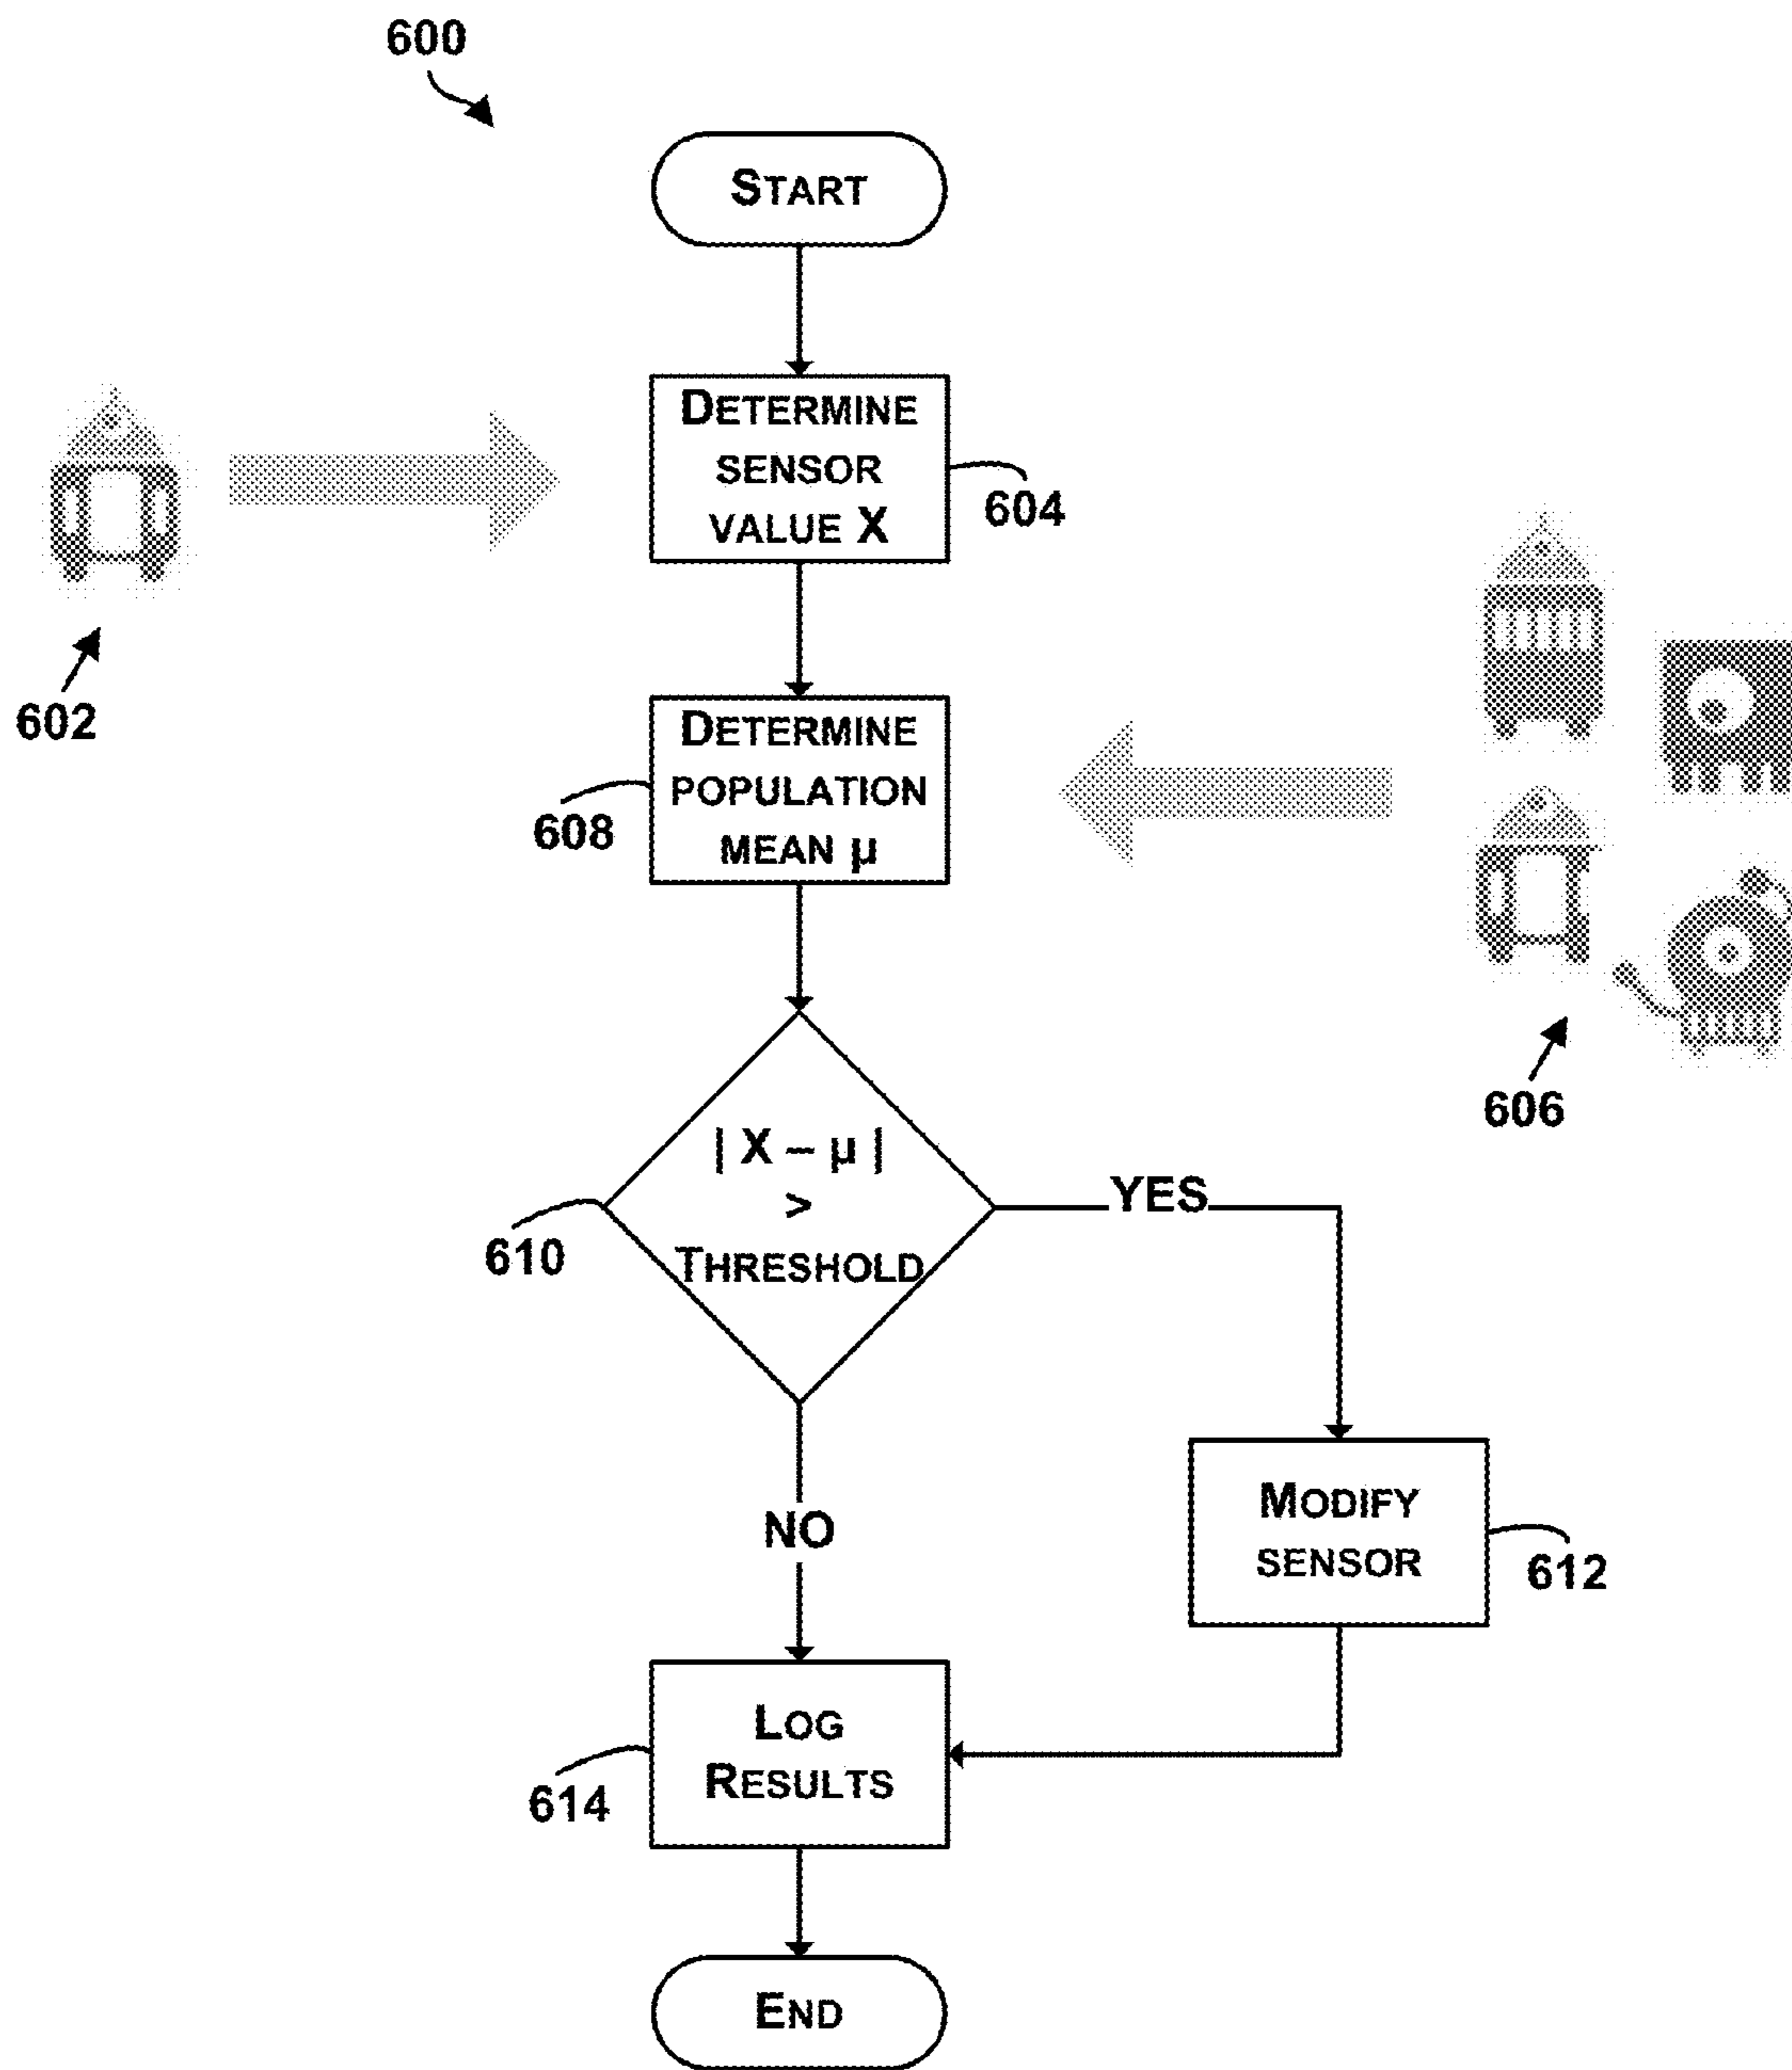 600
START
DETERMINE
SENSOR
VALUE X
604
602
DETERMINE
POPULATION
MEAN µ
608
606
| X – µ |
>
THRESHOLD
610
YES
NO
MODIFY
SENSOR
612
LOG
RESULTS
614
END